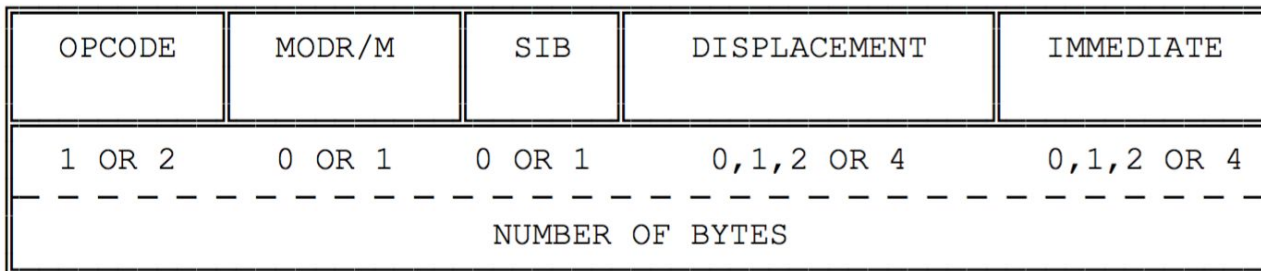 OPCODE MODR/M SIB DISPLACEMENT IMMEDIATE
1 OR 2 0 OR 1 0 OR 1 0,1,2 OR 4 0,1,2 OR 4
NUMBER OF BYTES